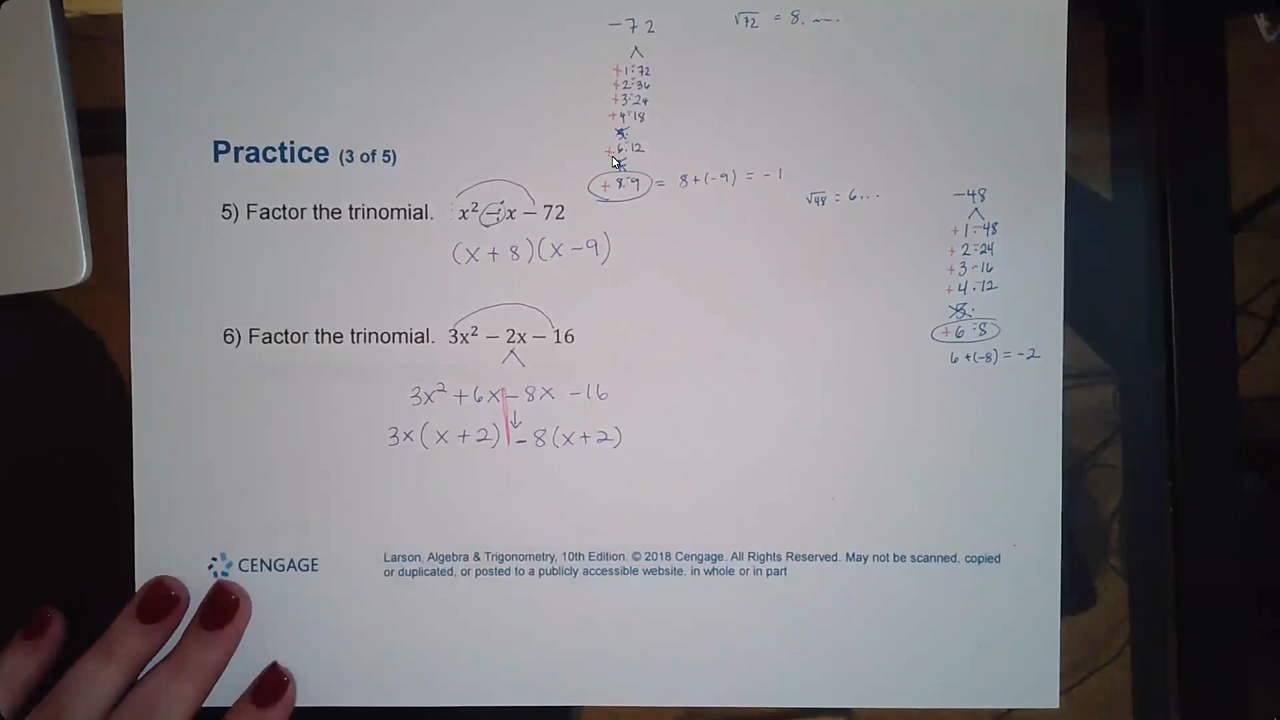 -72
√72 = 8. ....
+1·-72
+2·-36
+3·-24
+4·-18
5·
+6·-12
+8·-9 = 8+(-9) = -1
Practice (3 of 5)
5) Factor the trinomial. x² − x − 72
(x + 8)(x - 9)
√48 = 6...
-48
+1·-48
+2·-24
+3·-16
+4·-12
5·
+6·-8
6+(-8) = -2
6) Factor the trinomial. 3x² − 2x − 16
3x² + 6x - 8x - 16
3x(x + 2) - 8(x + 2)
CENGAGE
Larson, Algebra & Trigonometry, 10th Edition. © 2018 Cengage. All Rights Reserved. May not be scanned, copied
or duplicated, or posted to a publicly accessible website, in whole or in part